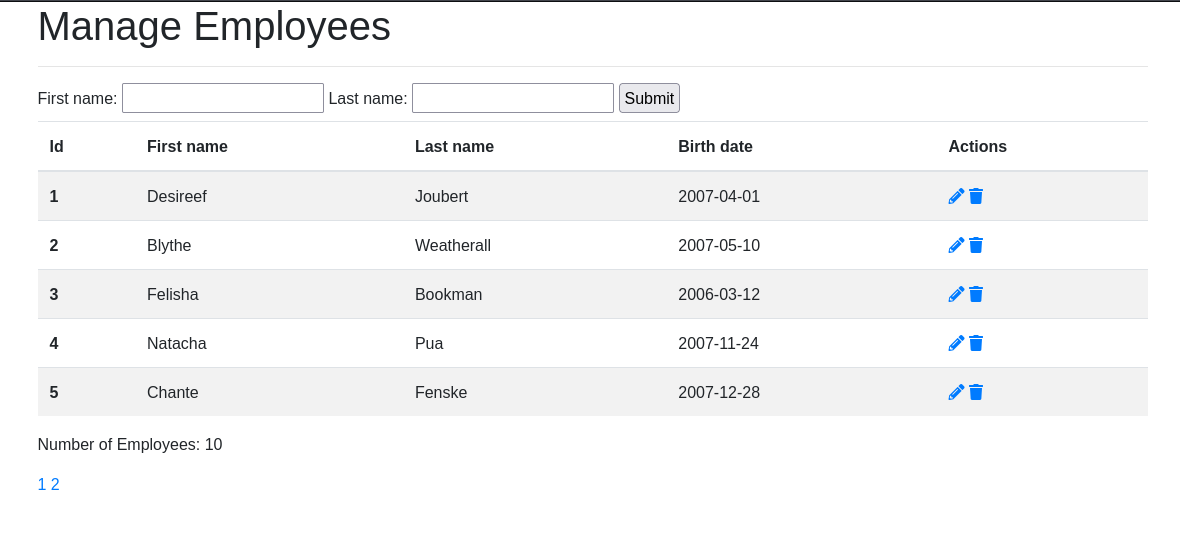 Manage Employees
First name: Last name: Submit
Id First name Last name Birth date Actions
1 Desireef Joubert 2007-04-01
2 Blythe Weatherall 2007-05-10
3 Felisha Bookman 2006-03-12
4 Natacha Pua 2007-11-24
5 Chante Fenske 2007-12-28
Number of Employees: 10
1 2